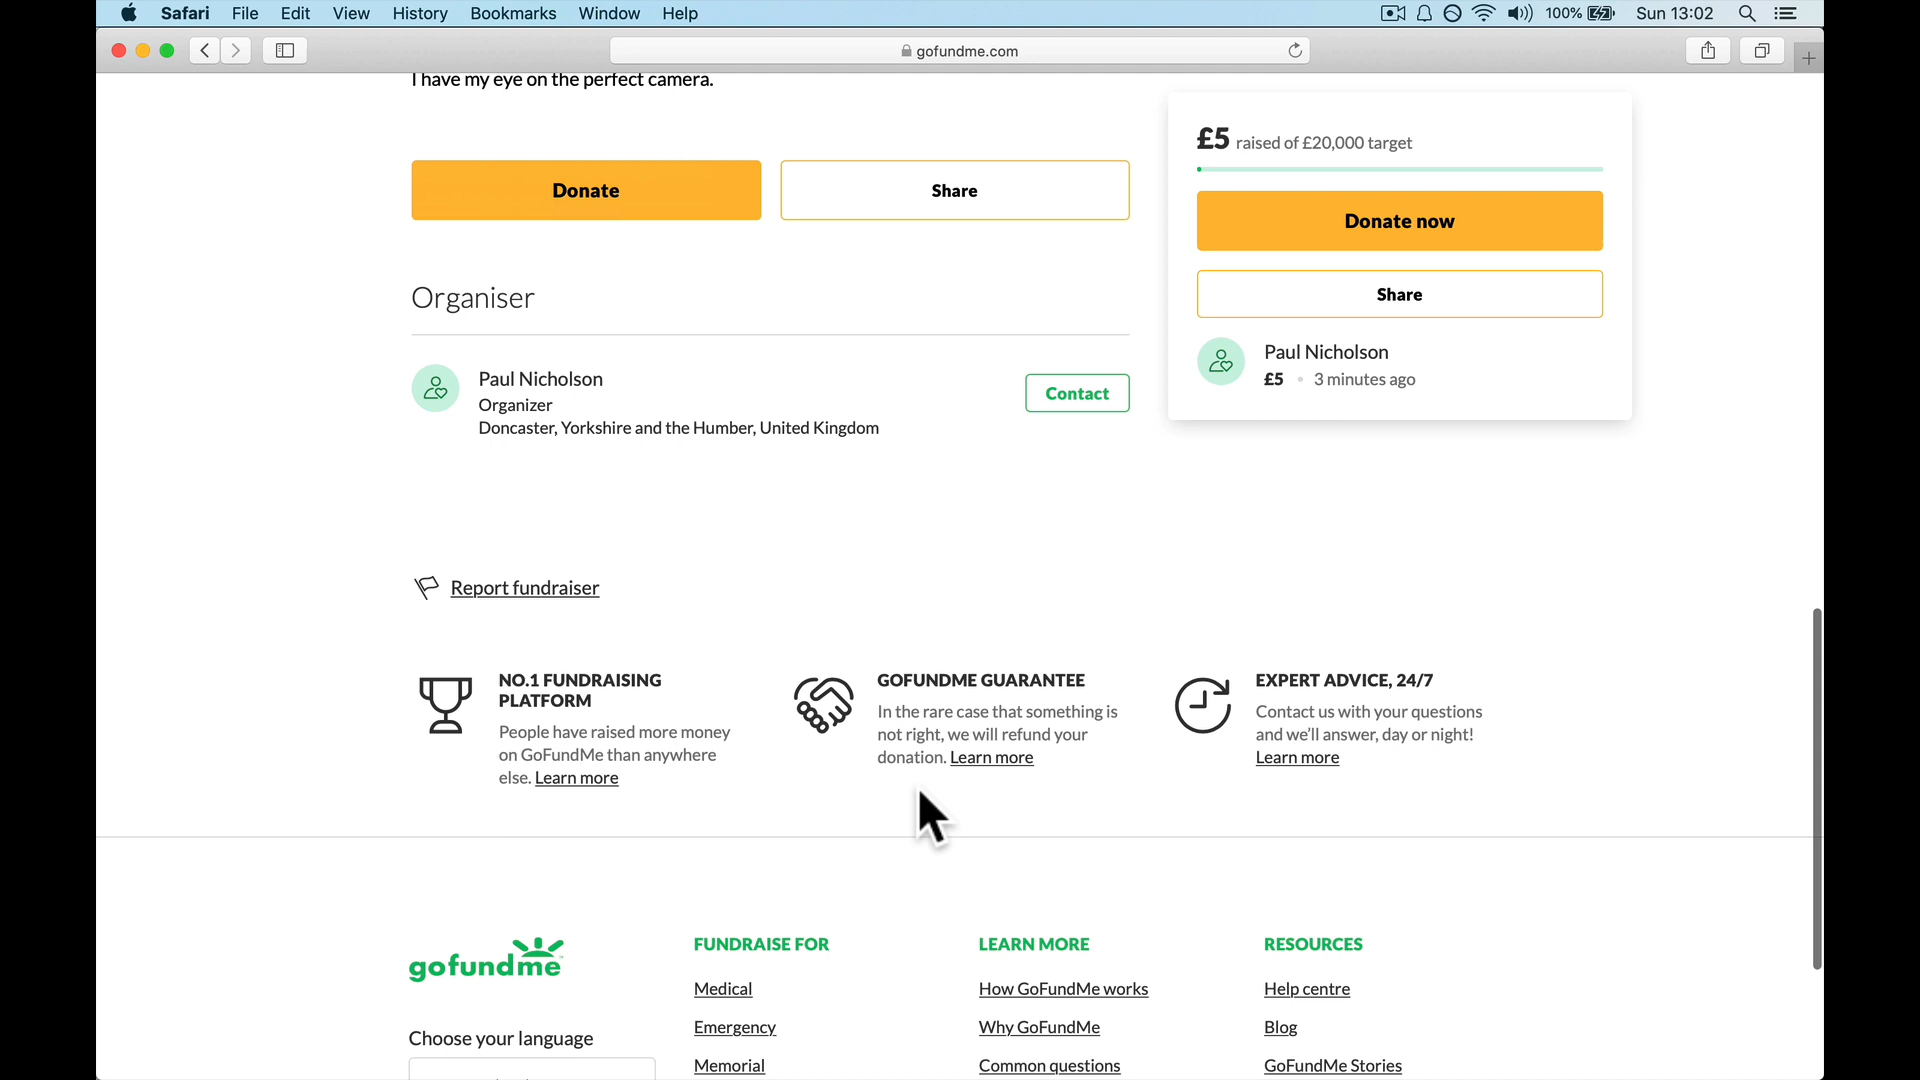 Safari File Edit View History Bookmarks Window Help
100% Sun 13:02
gofundme.com
I have my eye on the perfect camera.
Donate
Share
£5 raised of £20,000 target
Donate now
Share
Paul Nicholson
£5 • 3 minutes ago
Organiser
Paul Nicholson
Organizer
Doncaster, Yorkshire and the Humber, United Kingdom
Contact
Report fundraiser
NO.1 FUNDRAISING
PLATFORM
People have raised more money
on GoFundMe than anywhere
else. Learn more
GOFUNDME GUARANTEE
In the rare case that something is
not right, we will refund your
donation. Learn more
EXPERT ADVICE, 24/7
Contact us with your questions
and we'll answer, day or night!
Learn more
gofundme
Choose your language
FUNDRAISE FOR
Medical
Emergency
Memorial
LEARN MORE
How GoFundMe works
Why GoFundMe
Common questions
RESOURCES
Help centre
Blog
GoFundMe Stories